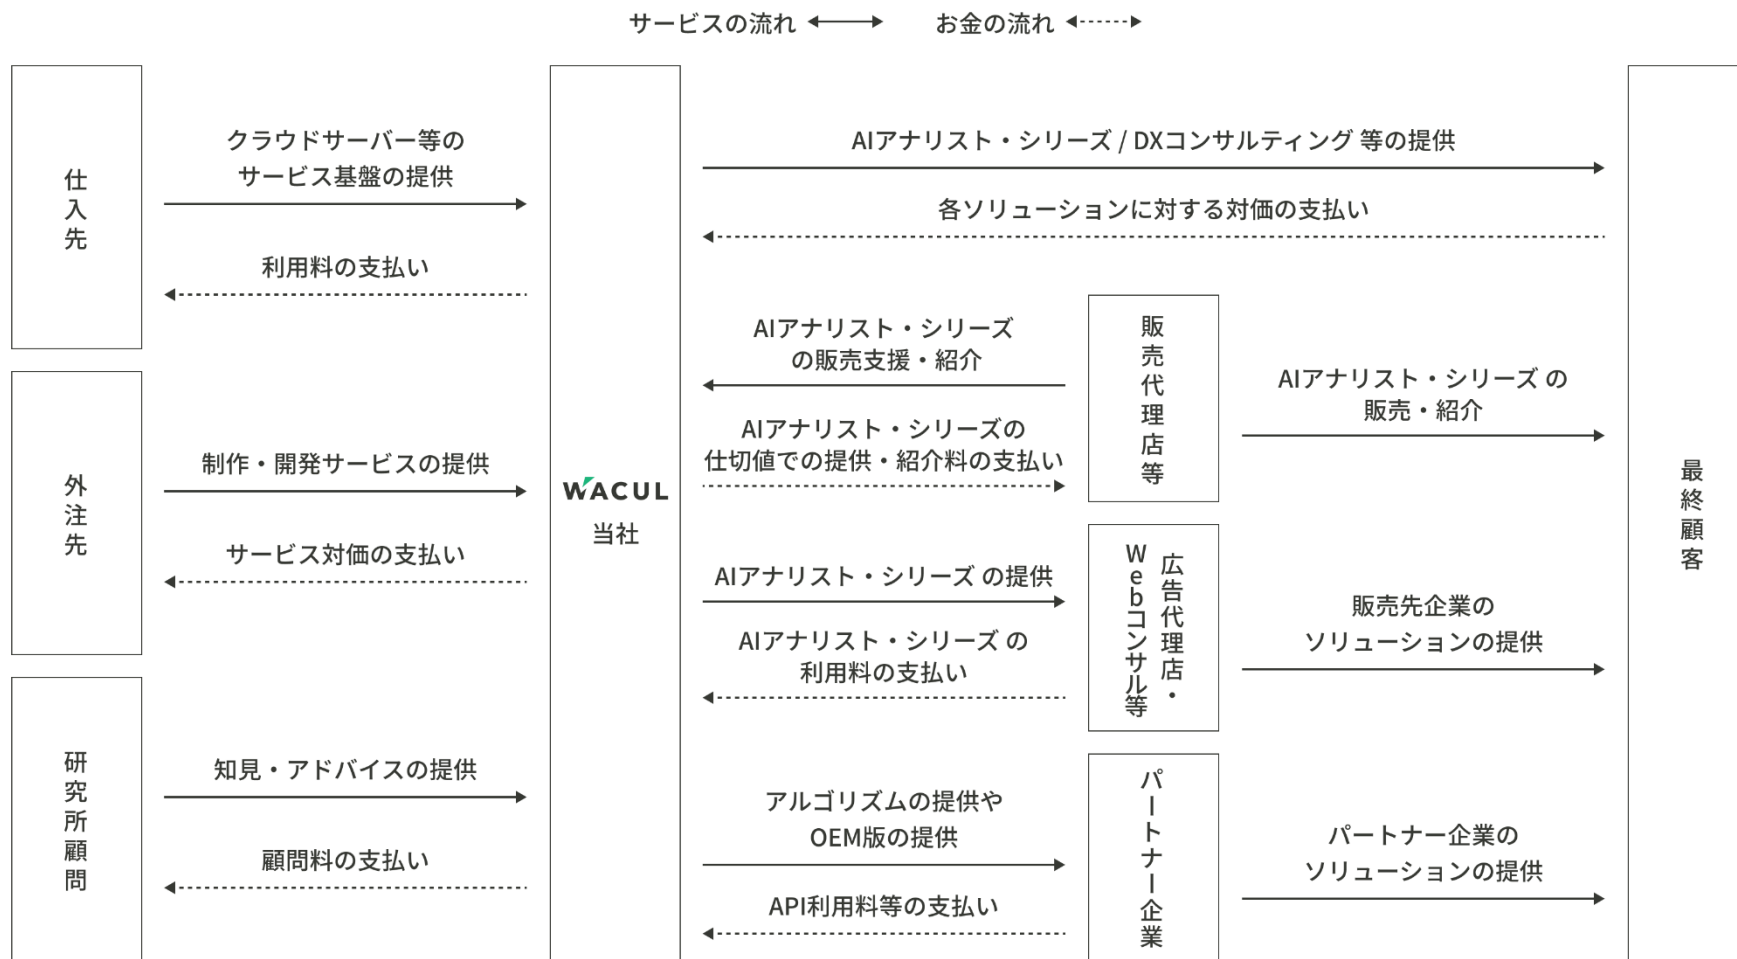 サービスの流れ
お金の流れ
仕入先
クラウドサーバー等の
サービス基盤の提供
利用料の支払い
外注先
制作・開発サービスの提供
サービス対価の支払い
研究所顧問
知見・アドバイスの提供
顧問料の支払い
WACUL
当社
AIアナリスト・シリーズ / DXコンサルティング 等の提供
各ソリューションに対する対価の支払い
AIアナリスト・シリーズ
の販売支援・紹介
AIアナリスト・シリーズの
仕切値での提供・紹介料の支払い
販売代理店等
AIアナリスト・シリーズ の
販売・紹介
AIアナリスト・シリーズ の提供
AIアナリスト・シリーズ の
利用料の支払い
広告代理店・
Webコンサル等
販売先企業の
ソリューションの提供
アルゴリズムの提供や
OEM版の提供
API利用料等の支払い
パートナー企業
パートナー企業の
ソリューションの提供
最終顧客